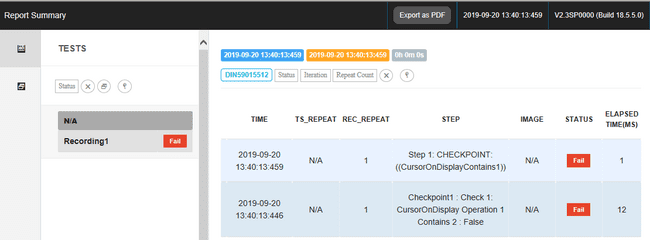 Report Summary
Export as PDF
2019-09-20 13:40:13:459
V2.3SP0000 (Build 18.5.5.0)
TESTS
Status
N/A
Recording1 Fail
2019-09-20 13:40:13:459 2019-09-20 13:40:13:459 0h 0m 0s
DIN59015512 Status Iteration Repeat Count
TIME TS_REPEAT REC_REPEAT STEP IMAGE STATUS ELAPSED
TIME(MS)
2019-09-20
13:40:13:459 N/A 1 Step 1: CHECKPOINT:
((CursorOnDisplayContains1)) N/A Fail 1
2019-09-20
13:40:13:446 N/A 1 Checkpoint1 : Check 1:
CursorOnDisplay Operation 1
Contains 2 : False N/A Fail 12